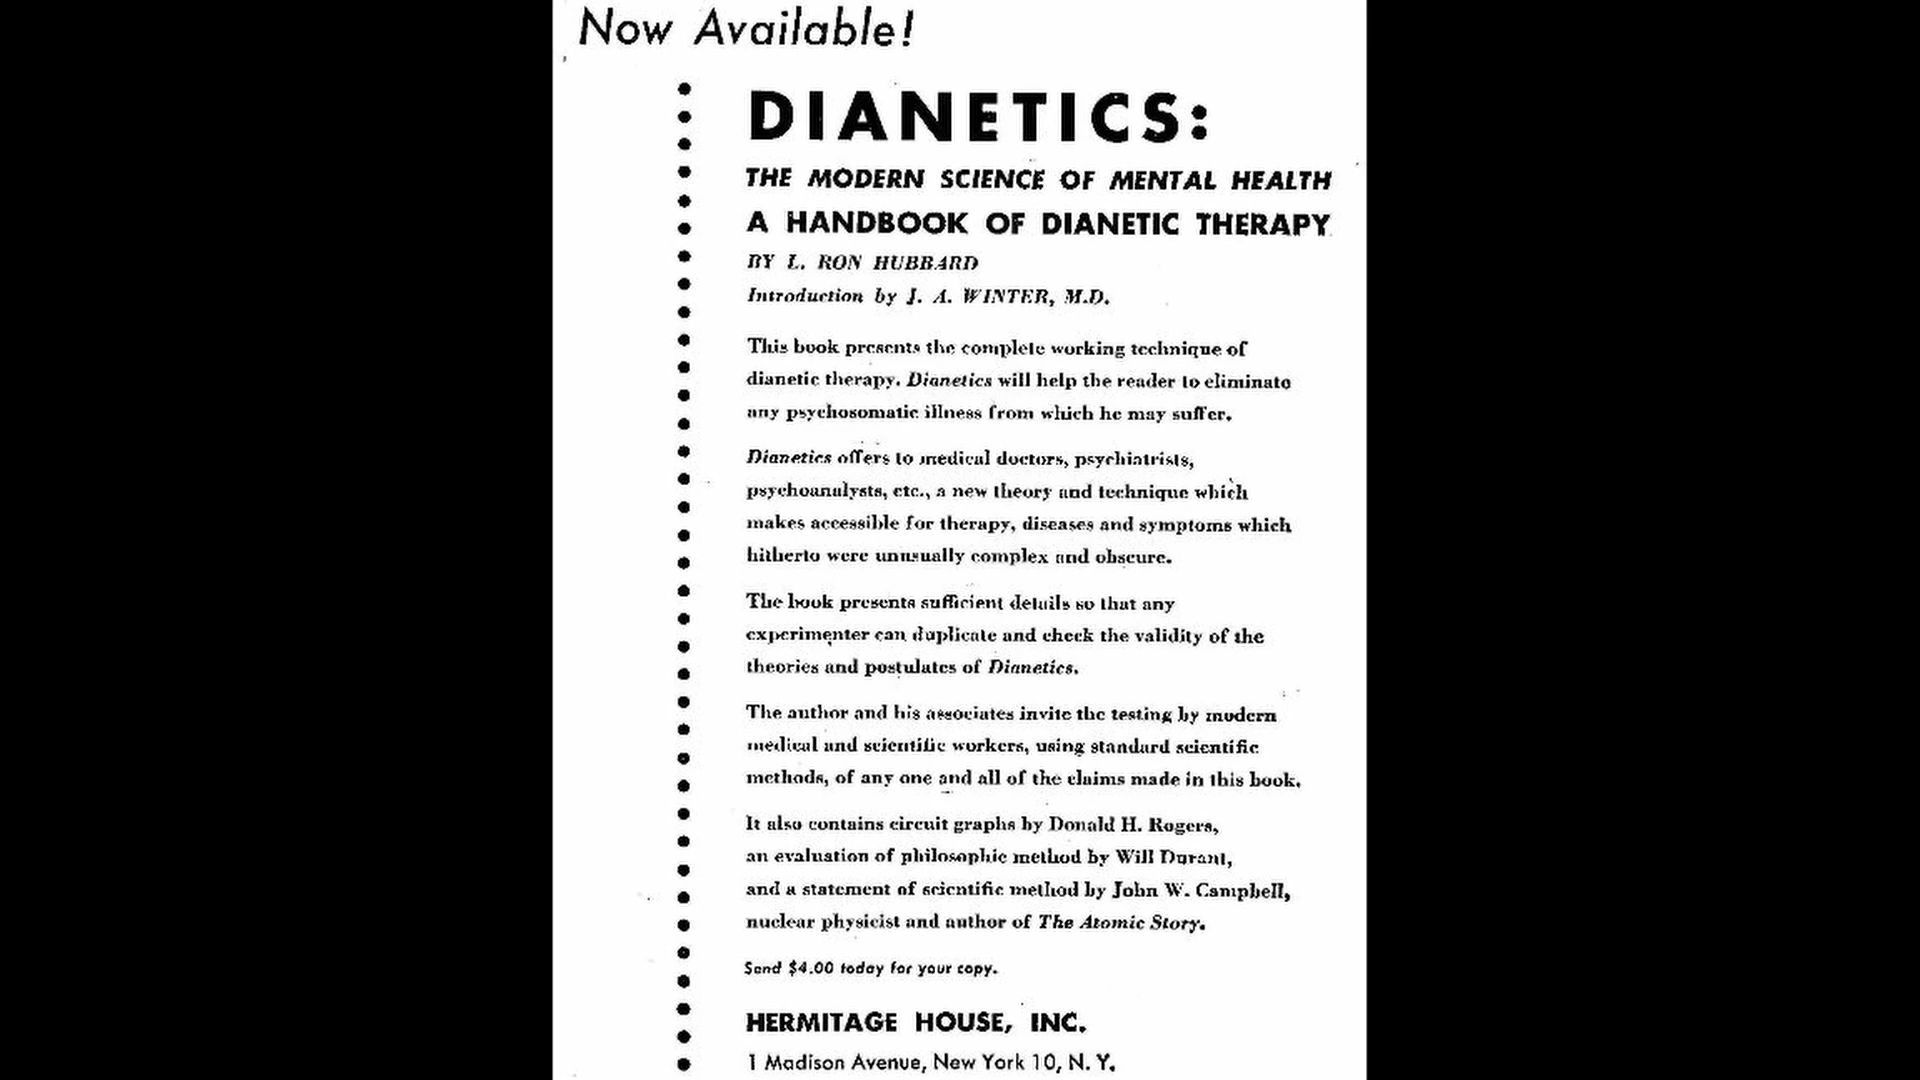 Now Available!
DIANETICS:
THE MODERN SCIENCE OF MENTAL HEALTH
A HANDBOOK OF DIANETIC THERAPY
BY L. RON HUBBARD
Introduction by J. A. WINTER, M.D.
This book presents the complete working technique of
dianetic therapy. Dianetics will help the reader to eliminate
any psychosomatic illness from which he may suffer.
Dianetics offers to medical doctors, psychiatrists,
psychoanalysts, etc., a new theory and technique which
makes accessible for therapy, diseases and symptoms which
hitherto were unusually complex and obscure.
The book presents sufficient details so that any
experimenter can duplicate and check the validity of the
theories and postulates of Dianetics.
The author and his associates invite the testing by modern
medical and scientific workers, using standard scientific
methods, of any one and all of the claims made in this book.
It also contains circuit graphs by Donald H. Rogers,
an evaluation of philosophic method by Will Durant,
and a statement of scientific method by John W. Campbell,
nuclear physicist and author of The Atomic Story.
Send $4.00 today for your copy.
HERMITAGE HOUSE, INC.
1 Madison Avenue, New York 10, N. Y.